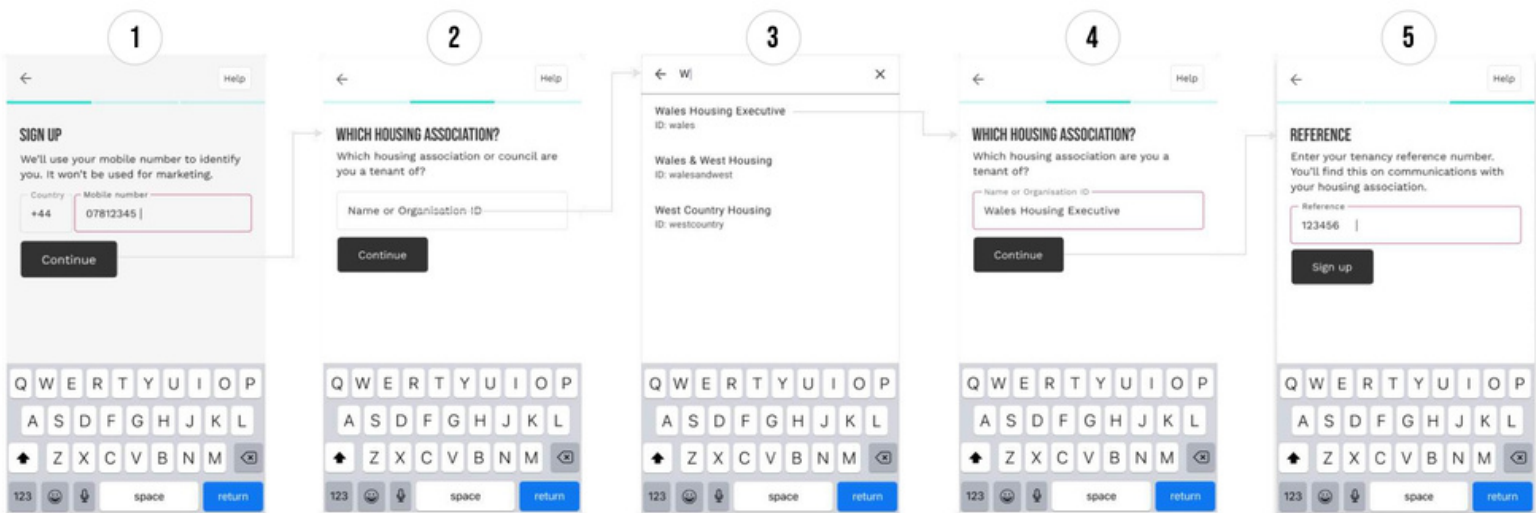 1
2
3
4
5
Help
SIGN UP
We'll use your mobile number to identify
you. It won't be used for marketing.
Country
Mobile number
+44
07812345
Continue
Q W E R T Y U I O P
A S D F G H J K L
Z X C V B N M
123
space
return
Help
WHICH HOUSING ASSOCIATION?
Which housing association or council are
you a tenant of?
Name or Organisation ID
Continue
Q W E R T Y U I O P
A S D F G H J K L
Z X C V B N M
123
space
return
W
Wales Housing Executive
ID: wales
Wales & West Housing
ID: walesandwest
West Country Housing
ID: westcountry
Q W E R T Y U I O P
A S D F G H J K L
Z X C V B N M
123
space
return
Help
WHICH HOUSING ASSOCIATION?
Which housing association are you a
tenant of?
Name or Organisation ID
Wales Housing Executive
Continue
Q W E R T Y U I O P
A S D F G H J K L
Z X C V B N M
123
space
return
Help
REFERENCE
Enter your tenancy reference number.
You'll find this on communications with
your housing association.
Reference
123456
Sign up
Q W E R T Y U I O P
A S D F G H J K L
Z X C V B N M
123
space
return